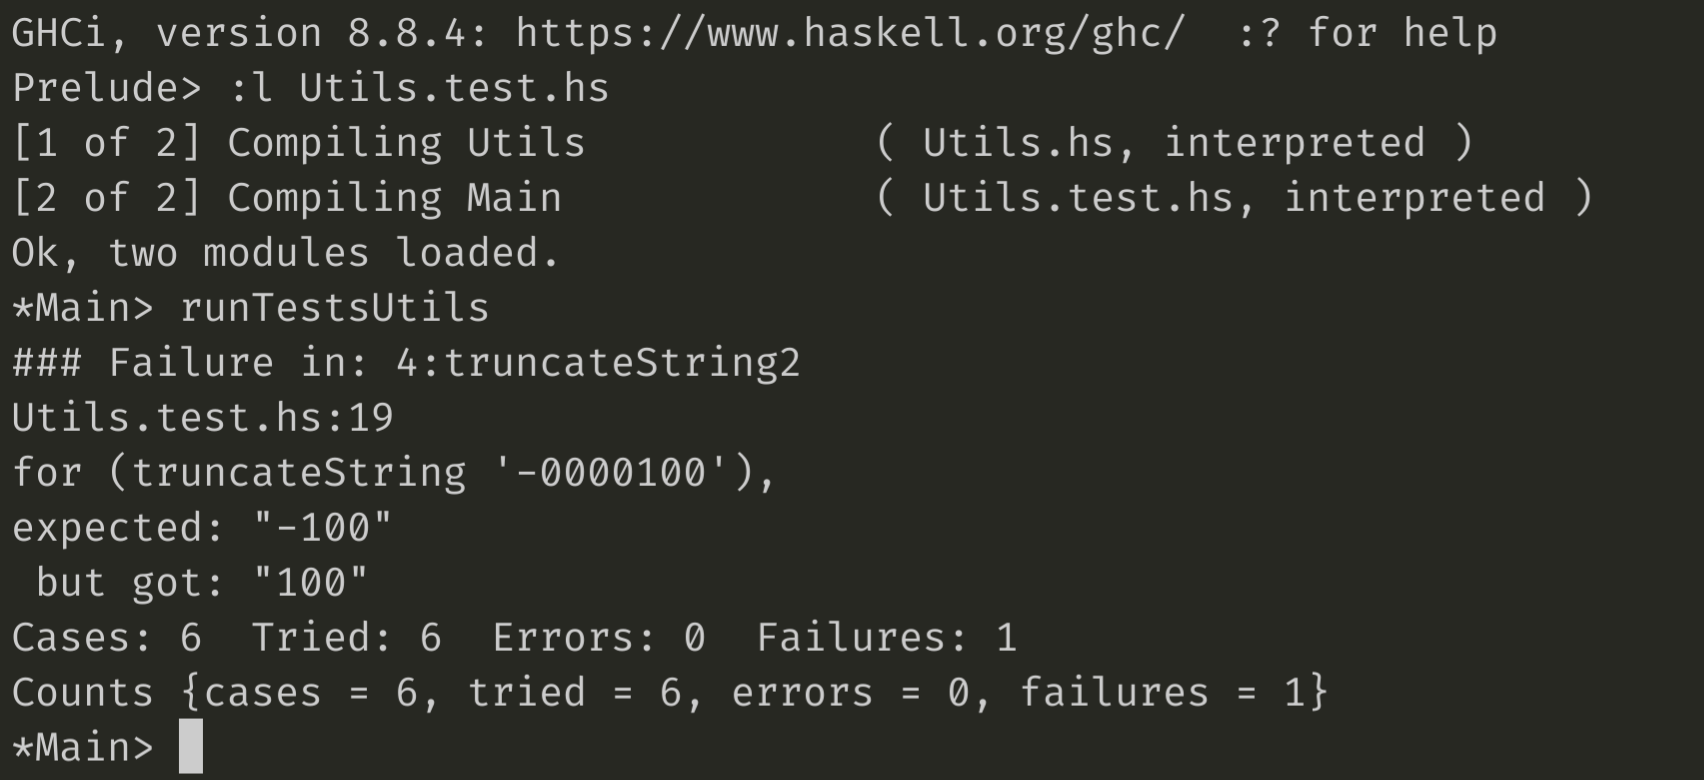 GHCi, version 8.8.4: https://www.haskell.org/ghc/  :? for help
Prelude> :l Utils.test.hs
[1 of 2] Compiling Utils            ( Utils.hs, interpreted )
[2 of 2] Compiling Main             ( Utils.test.hs, interpreted )
Ok, two modules loaded.
*Main> runTestsUtils
### Failure in: 4:truncateString2
Utils.test.hs:19
for (truncateString '-0000100'),
expected: "-100"
 but got: "100"
Cases: 6  Tried: 6  Errors: 0  Failures: 1
Counts {cases = 6, tried = 6, errors = 0, failures = 1}
*Main>